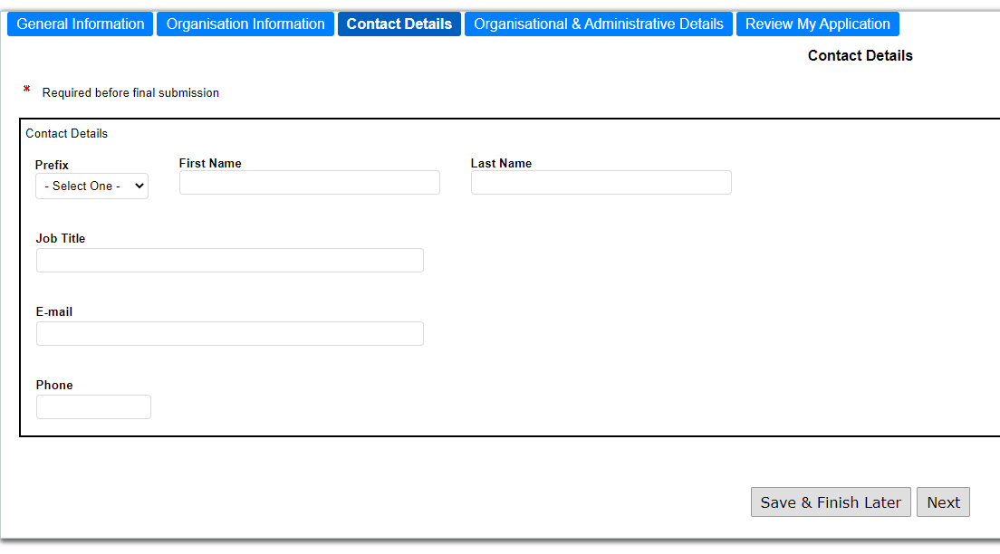 General Information Organisation Information Contact Details Organisational & Administrative Details Review My Application
Contact Details
* Required before final submission
Contact Details
Prefix First Name Last Name
- Select One -
Job Title
E-mail
Phone
Save & Finish Later Next